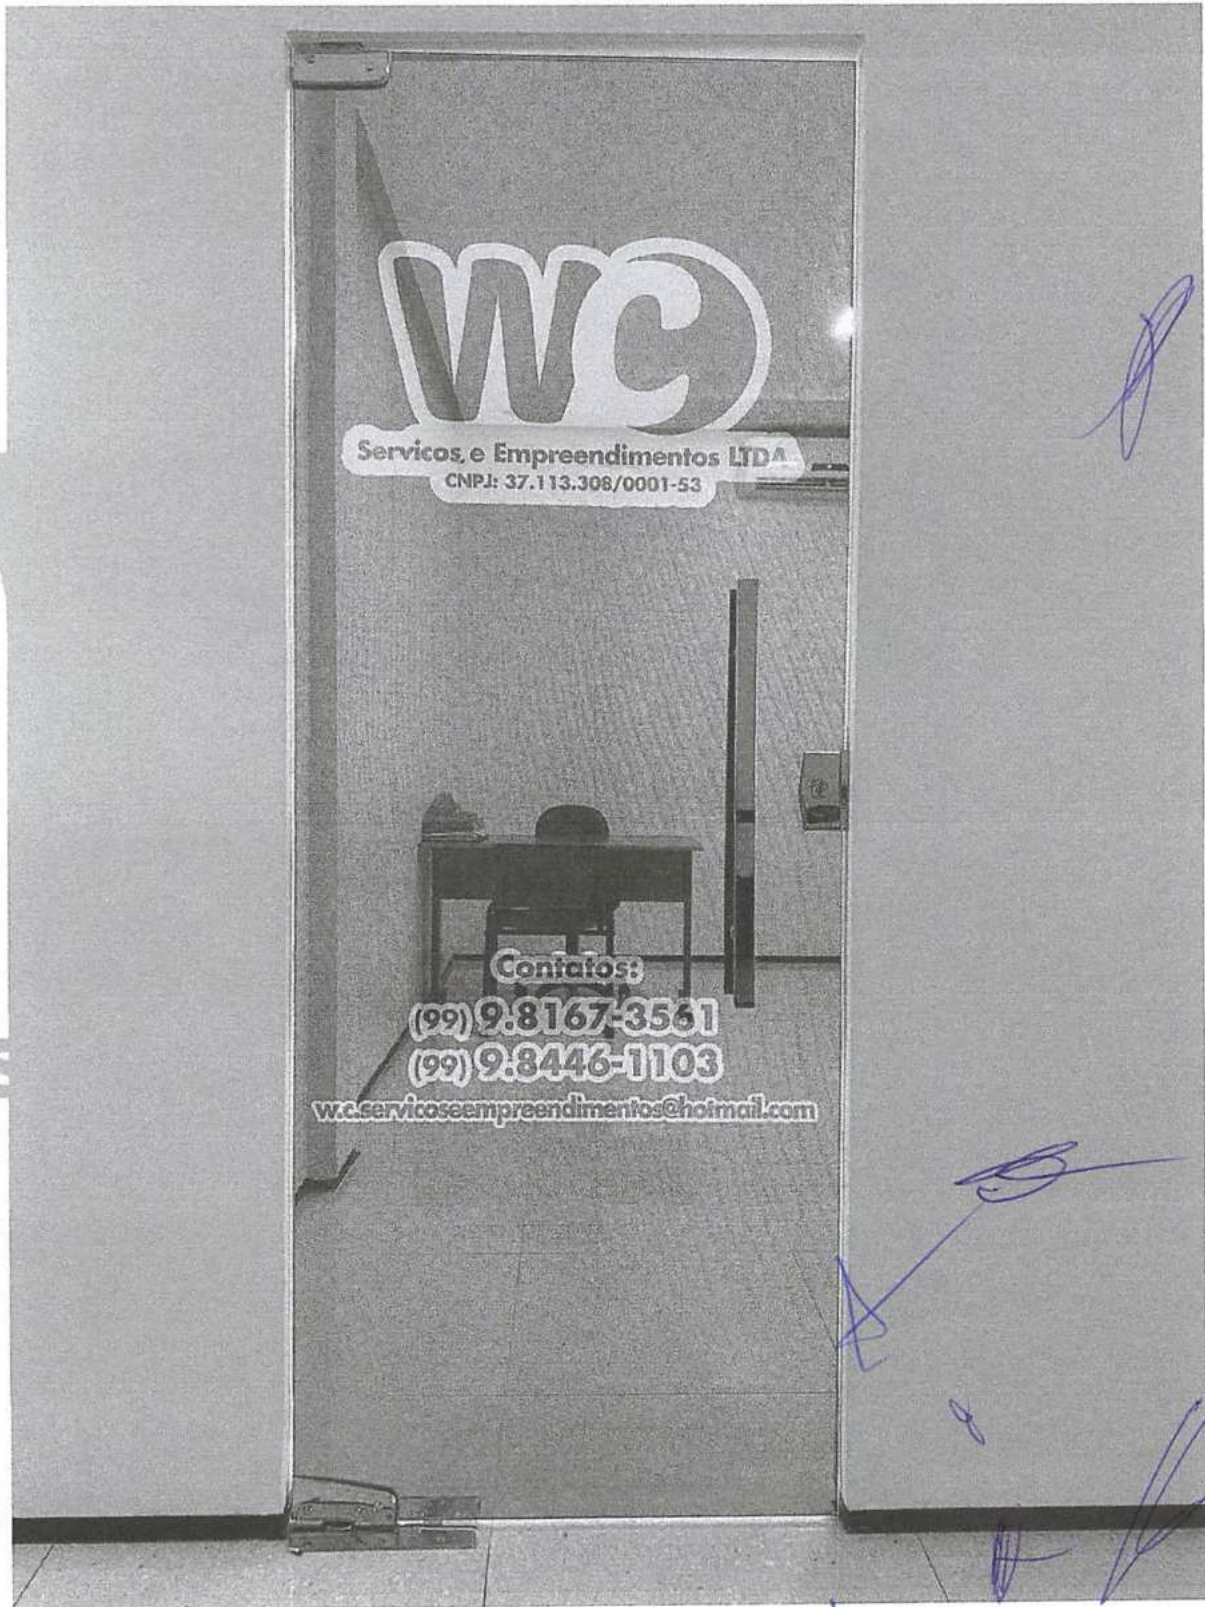 WC
Servicos e Empreendimentos LTDA
CNPJ: 37.113.308/0001-53
Contatos:
(99) 9.8167-3561
(99) 9.8446-1103
w.c.servicoseempreendimentos@hotmail.com